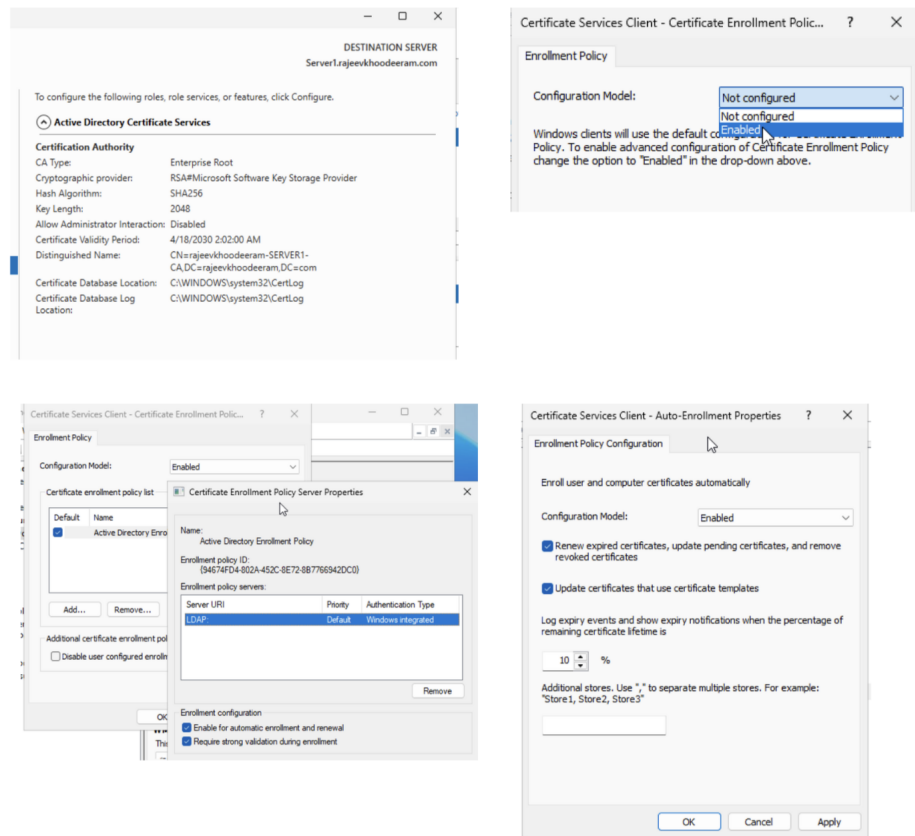 DESTINATION SERVER
Server1.rajeevkhoodeeram.com
To configure the following roles, role services, or features, click Configure.
Active Directory Certificate Services
Certification Authority
CA Type: Enterprise Root
Cryptographic provider: RSA#Microsoft Software Key Storage Provider
Hash Algorithm: SHA256
Key Length: 2048
Allow Administrator Interaction: Disabled
Certificate Validity Period: 4/18/2030 2:02:00 AM
Distinguished Name: CN=rajeevkhoodeeram-SERVER1-
CA,DC=rajeevkhoodeeram,DC=com
Certificate Database Location: C:\WINDOWS\system32\CertLog
Certificate Database Log C:\WINDOWS\system32\CertLog
Location:
Certificate Services Client - Certificate Enrollment Polic... ?
Enrollment Policy
Configuration Model: Not configured
Not configured
Enabled
Windows clients will use the default
Policy. To enable advanced configuration of Certificate Enrollment Policy
change the option to "Enabled" in the drop-down above.
Certificate Services Client - Certificate Enrollment Polic... ?
Enrollment Policy
Configuration Model: Enabled
Certificate enrollment policy list
Default Name
Active Directory Enro
Add... Remove...
Additional certificate enrollment pol
Disable user configured enrolln
OK
Certificate Enrollment Policy Server Properties
Name:
Active Directory Enrollment Policy
Enrollment policy ID:
{94674FD4-802A-452C-8E72-8B7766942DC0}
Enrollment policy servers:
Server URI Priority Authentication Type
LDAP: Default Windows integrated
Remove
Enrollment configuration
Enable for automatic enrollment and renewal
Require strong validation during enrollment
Certificate Services Client - Auto-Enrollment Properties ?
Enrollment Policy Configuration
Enroll user and computer certificates automatically
Configuration Model: Enabled
Renew expired certificates, update pending certificates, and remove
revoked certificates
Update certificates that use certificate templates
Log expiry events and show expiry notifications when the percentage of
remaining certificate lifetime is
10 %
Additional stores. Use "," to separate multiple stores. For example:
"Store1, Store2, Store3"
OK Cancel Apply